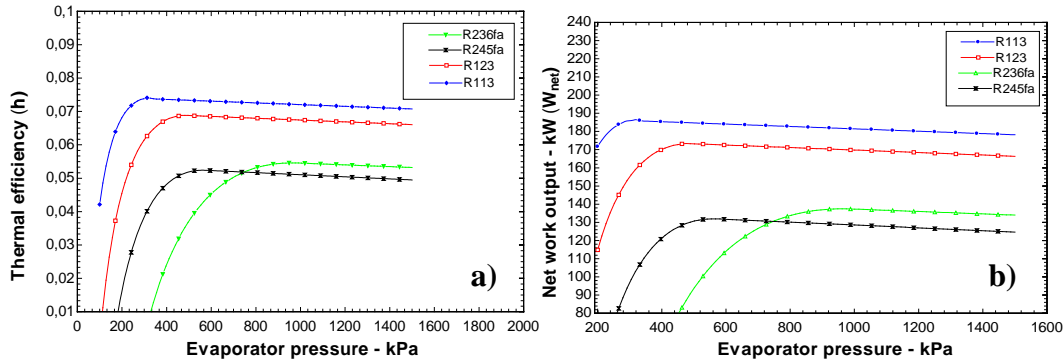 0,1
0,09
0,08
0,07
0,06
0,05
0,04
0,03
0,02
0,01
0 200 400 600 800 1000 1200 1400 1600 1800 2000
Thermal efficiency (h)
Evaporator pressure - kPa
R236fa
R245fa
R123
R113
a)
240
230
220
210
200
190
180
170
160
150
140
130
120
110
100
90
80
200 400 600 800 1000 1200 1400 1600
Net work output - kW (Wnet)
Evaporator pressure - kPa
R113
R123
R236fa
R245fa
b)